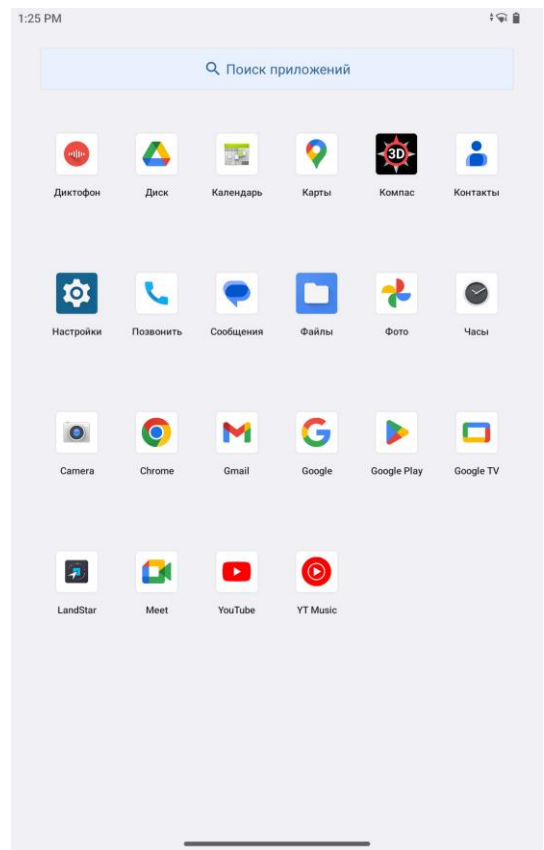 1:25 PM
Поиск приложений
3D
Диктофон Диск Календарь Карты Компас Контакты
Настройки Позвонить Сообщения Файлы Фото Часы
Camera Chrome Gmail Google Google Play Google TV
LandStar Meet YouTube YT Music